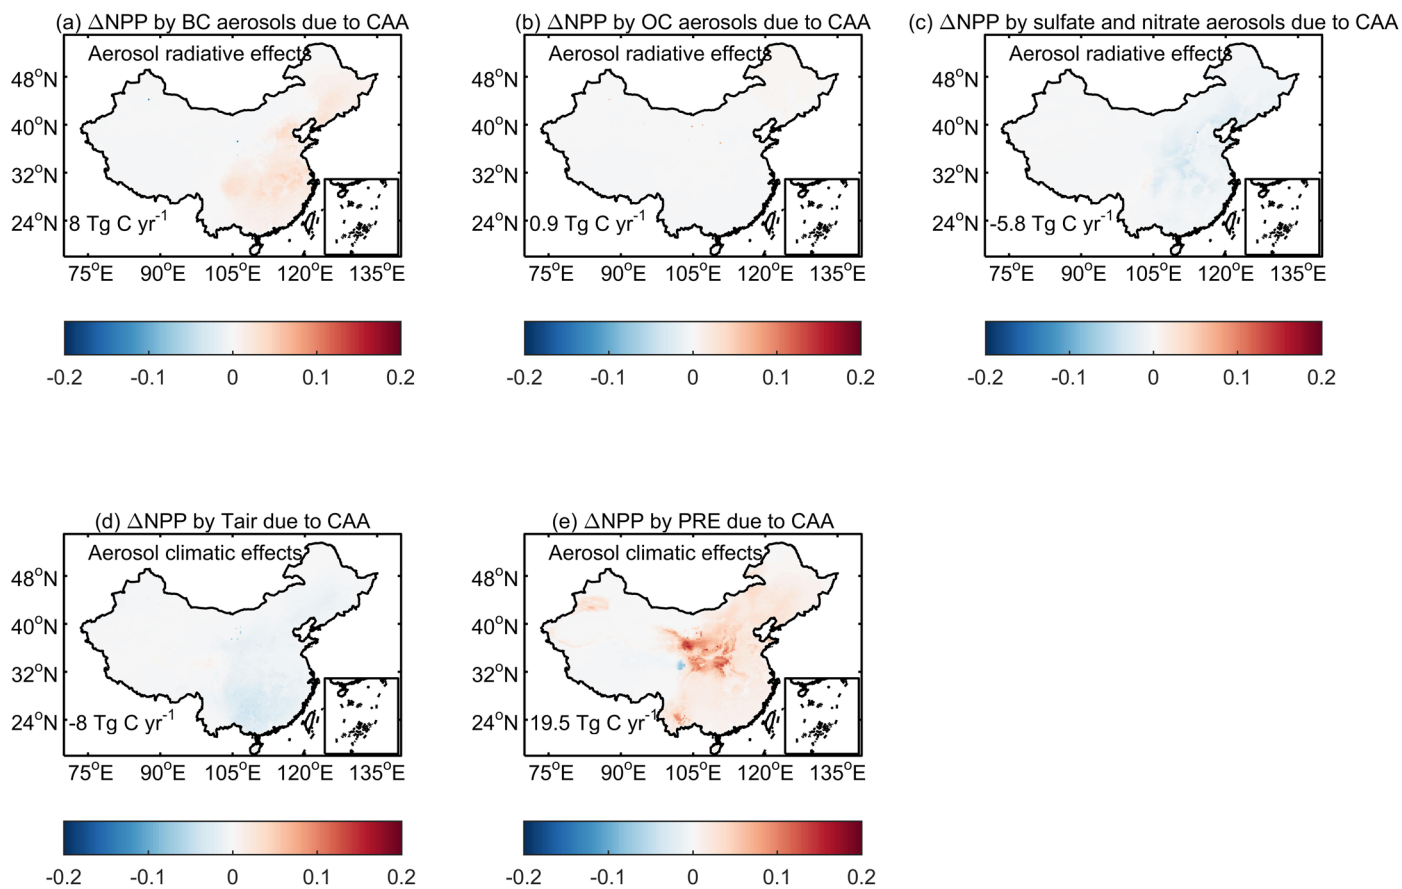 (a) ΔNPP by BC aerosols due to CAA
Aerosol radiative effects
48°N
40°N
32°N
24°N
8 Tg C yr⁻¹
75°E 90°E 105°E 120°E 135°E
-0.2 -0.1 0 0.1 0.2
(b) ΔNPP by OC aerosols due to CAA
Aerosol radiative effects
48°N
40°N
32°N
24°N
0.9 Tg C yr⁻¹
75°E 90°E 105°E 120°E 135°E
-0.2 -0.1 0 0.1 0.2
(c) ΔNPP by sulfate and nitrate aerosols due to CAA
Aerosol radiative effects
48°N
40°N
32°N
24°N
-5.8 Tg C yr⁻¹
75°E 90°E 105°E 120°E 135°E
-0.2 -0.1 0 0.1 0.2
(d) ΔNPP by Tair due to CAA
Aerosol climatic effects
48°N
40°N
32°N
24°N
-8 Tg C yr⁻¹
75°E 90°E 105°E 120°E 135°E
-0.2 -0.1 0 0.1 0.2
(e) ΔNPP by PRE due to CAA
Aerosol climatic effects
48°N
40°N
32°N
24°N
19.5 Tg C yr⁻¹
75°E 90°E 105°E 120°E 135°E
-0.2 -0.1 0 0.1 0.2